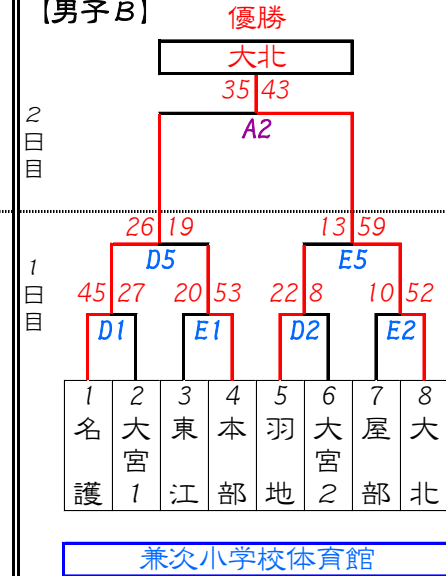 【男子B】
優勝
大北
35 43
A2
2日目
26 19
13 59
D5
E5
1日目
45 27
20 53
22 8
10 52
D1
E1
D2
E2
1 2 3 4 5 6 7 8
名護
大宮1
東江
本部
羽地
大宮2
屋部
大北
兼次小学校体育館